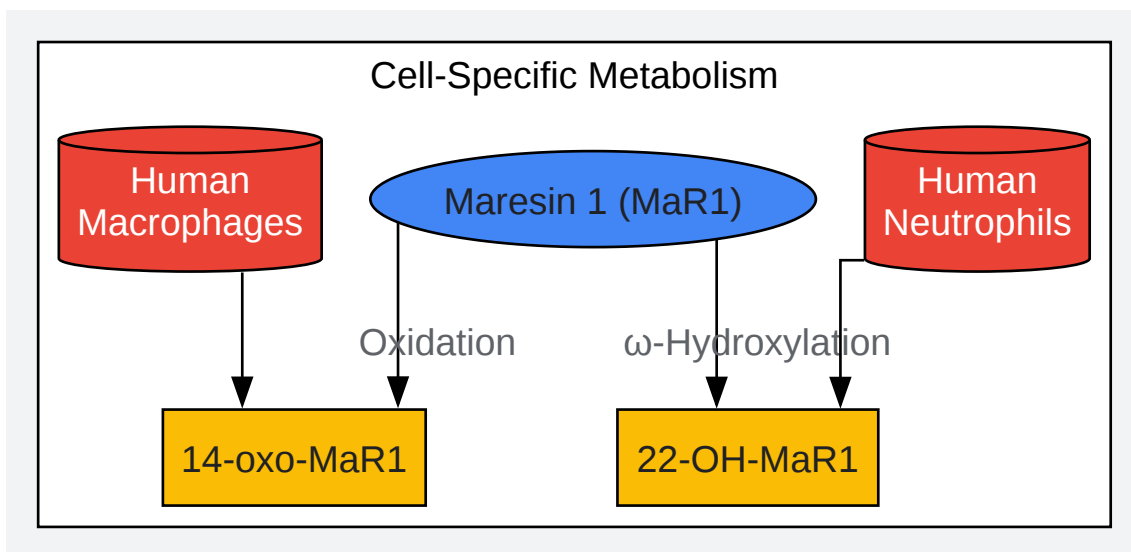 Cell-Specific Metabolism
Human
Macrophages
Maresin 1 (MaR1)
Human
Neutrophils
Oxidation
ω-Hydroxylation
14-oxo-MaR1
22-OH-MaR1